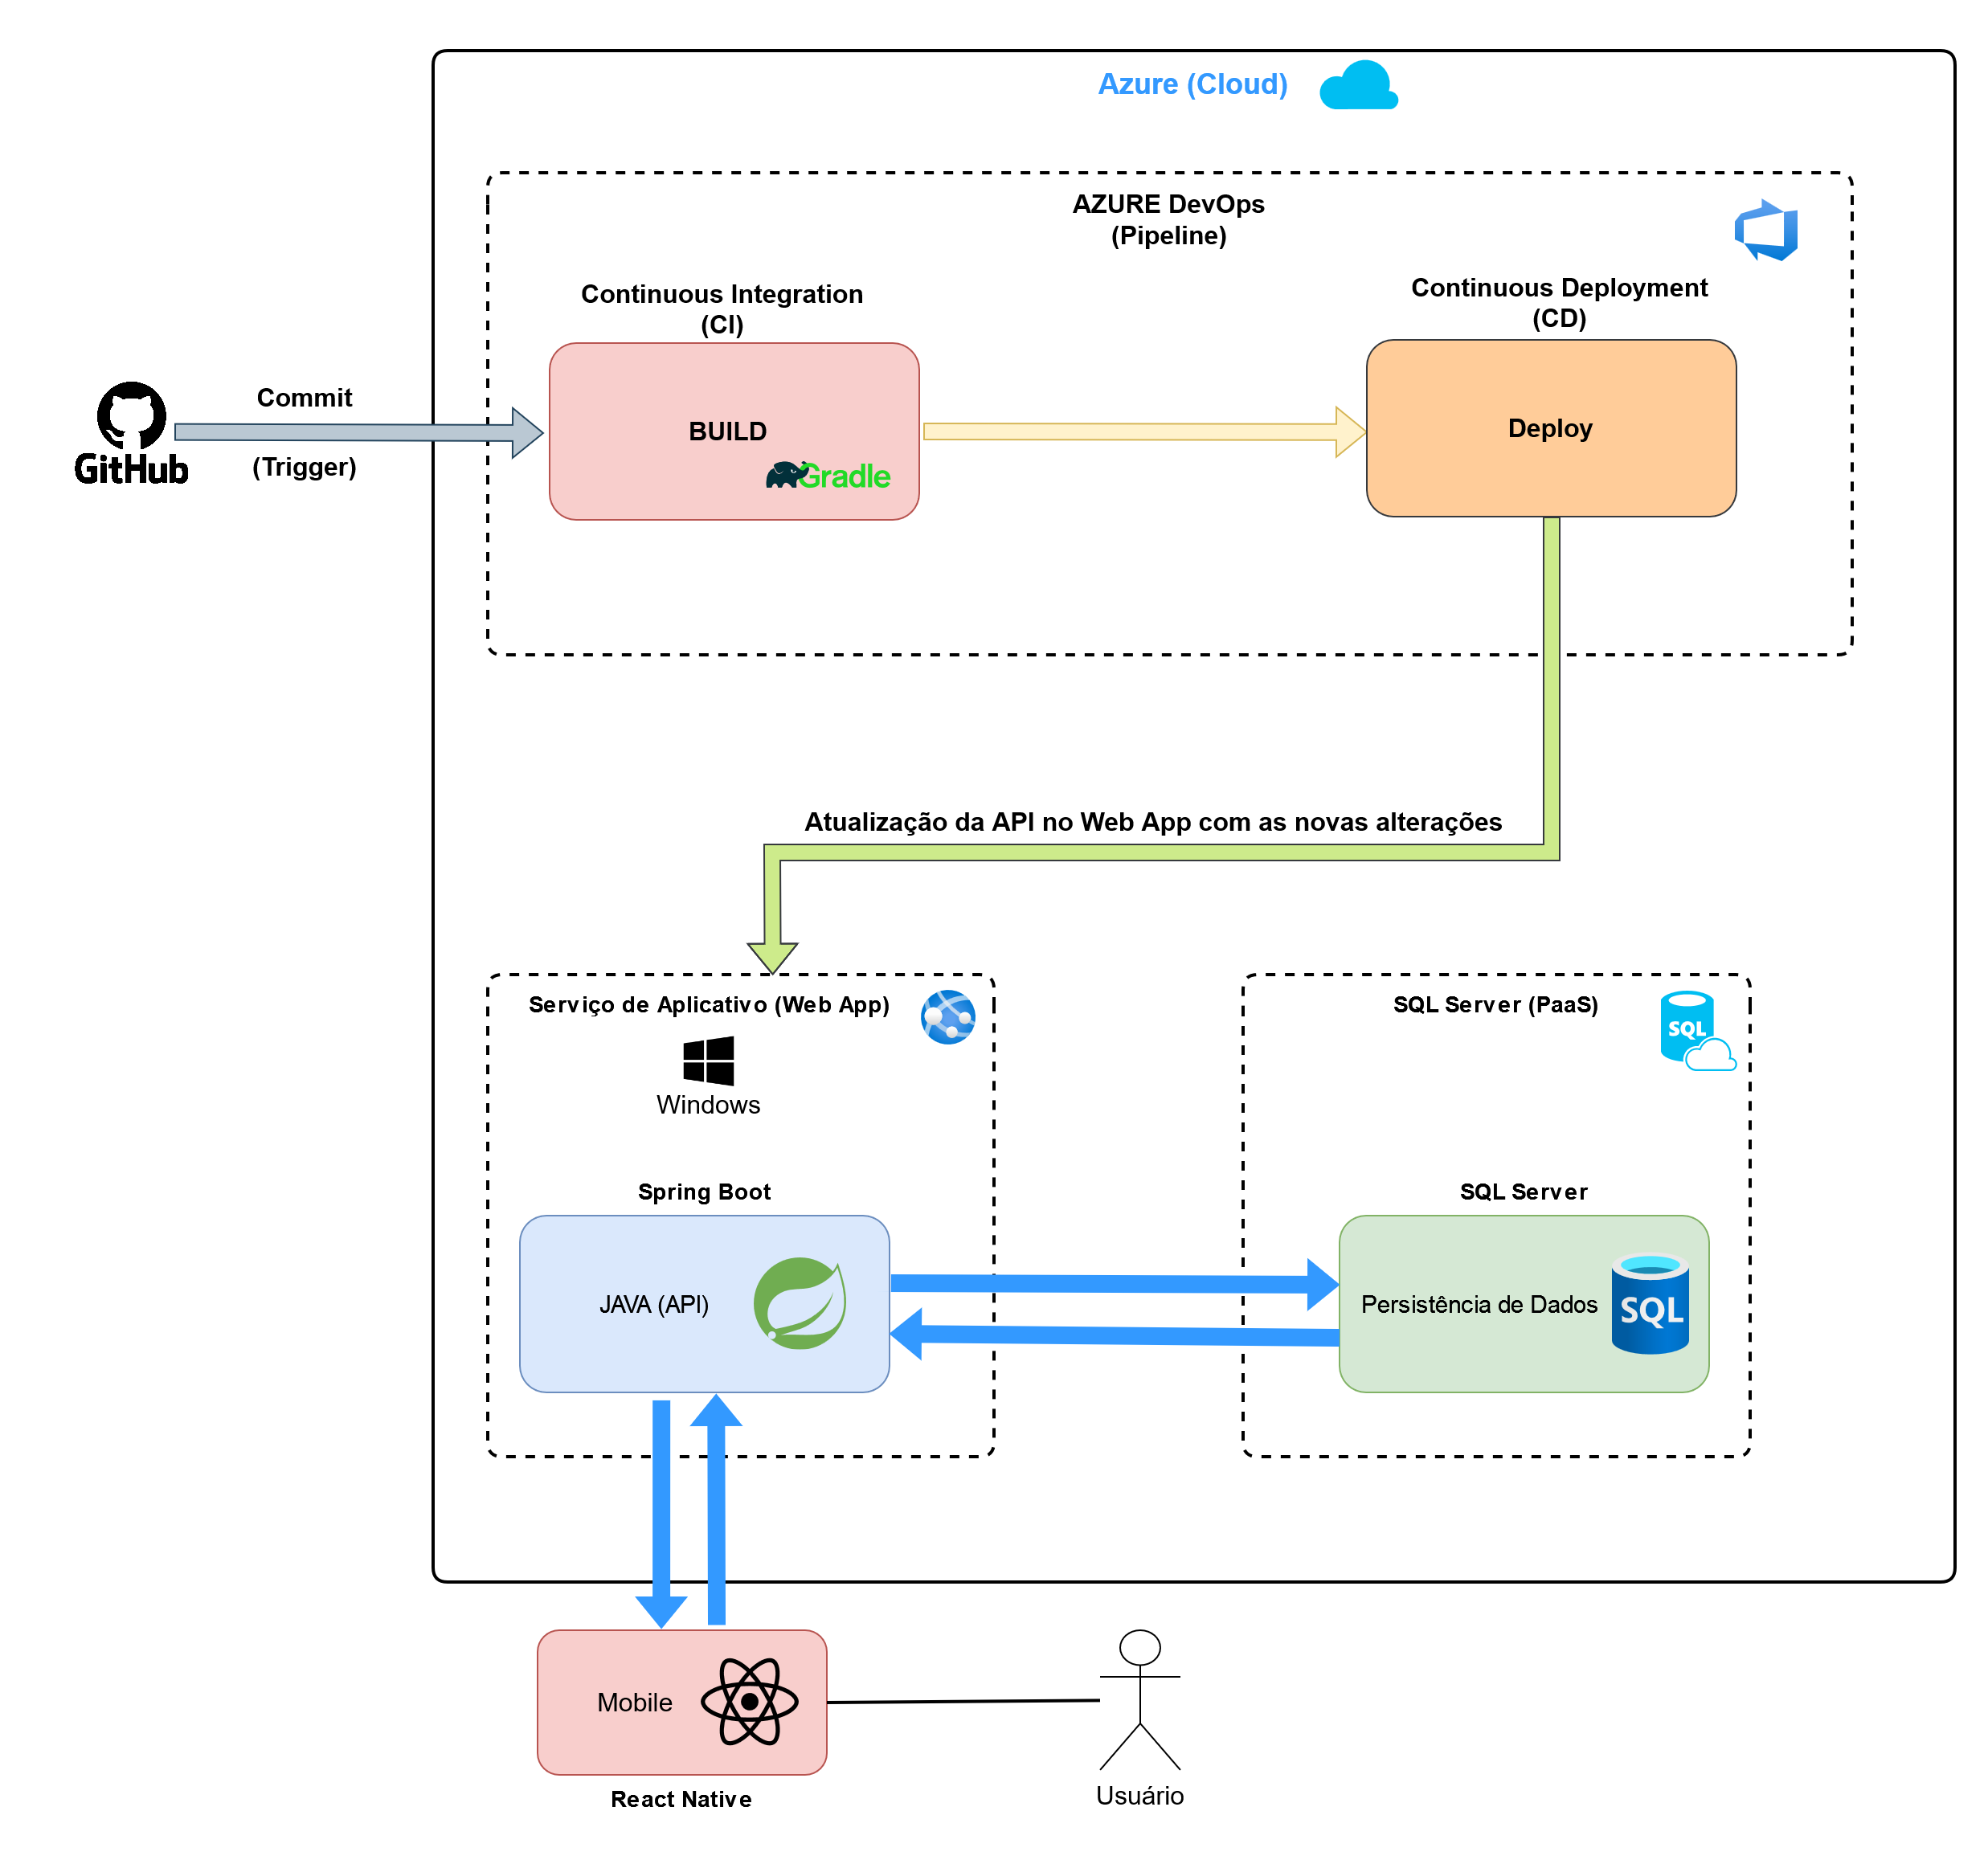 Azure (Cloud)
AZURE DevOps
(Pipeline)
Continuous Integration
(CI)
Continuous Deployment
(CD)
GitHub
Commit
(Trigger)
BUILD
Gradle
Deploy
Atualização da API no Web App com as novas alterações
Serviço de Aplicativo (Web App)
Windows
SQL Server (PaaS)
SQL
Spring Boot
JAVA (API)
SQL Server
Persistência de Dados
SQL
Mobile
React Native
Usuário